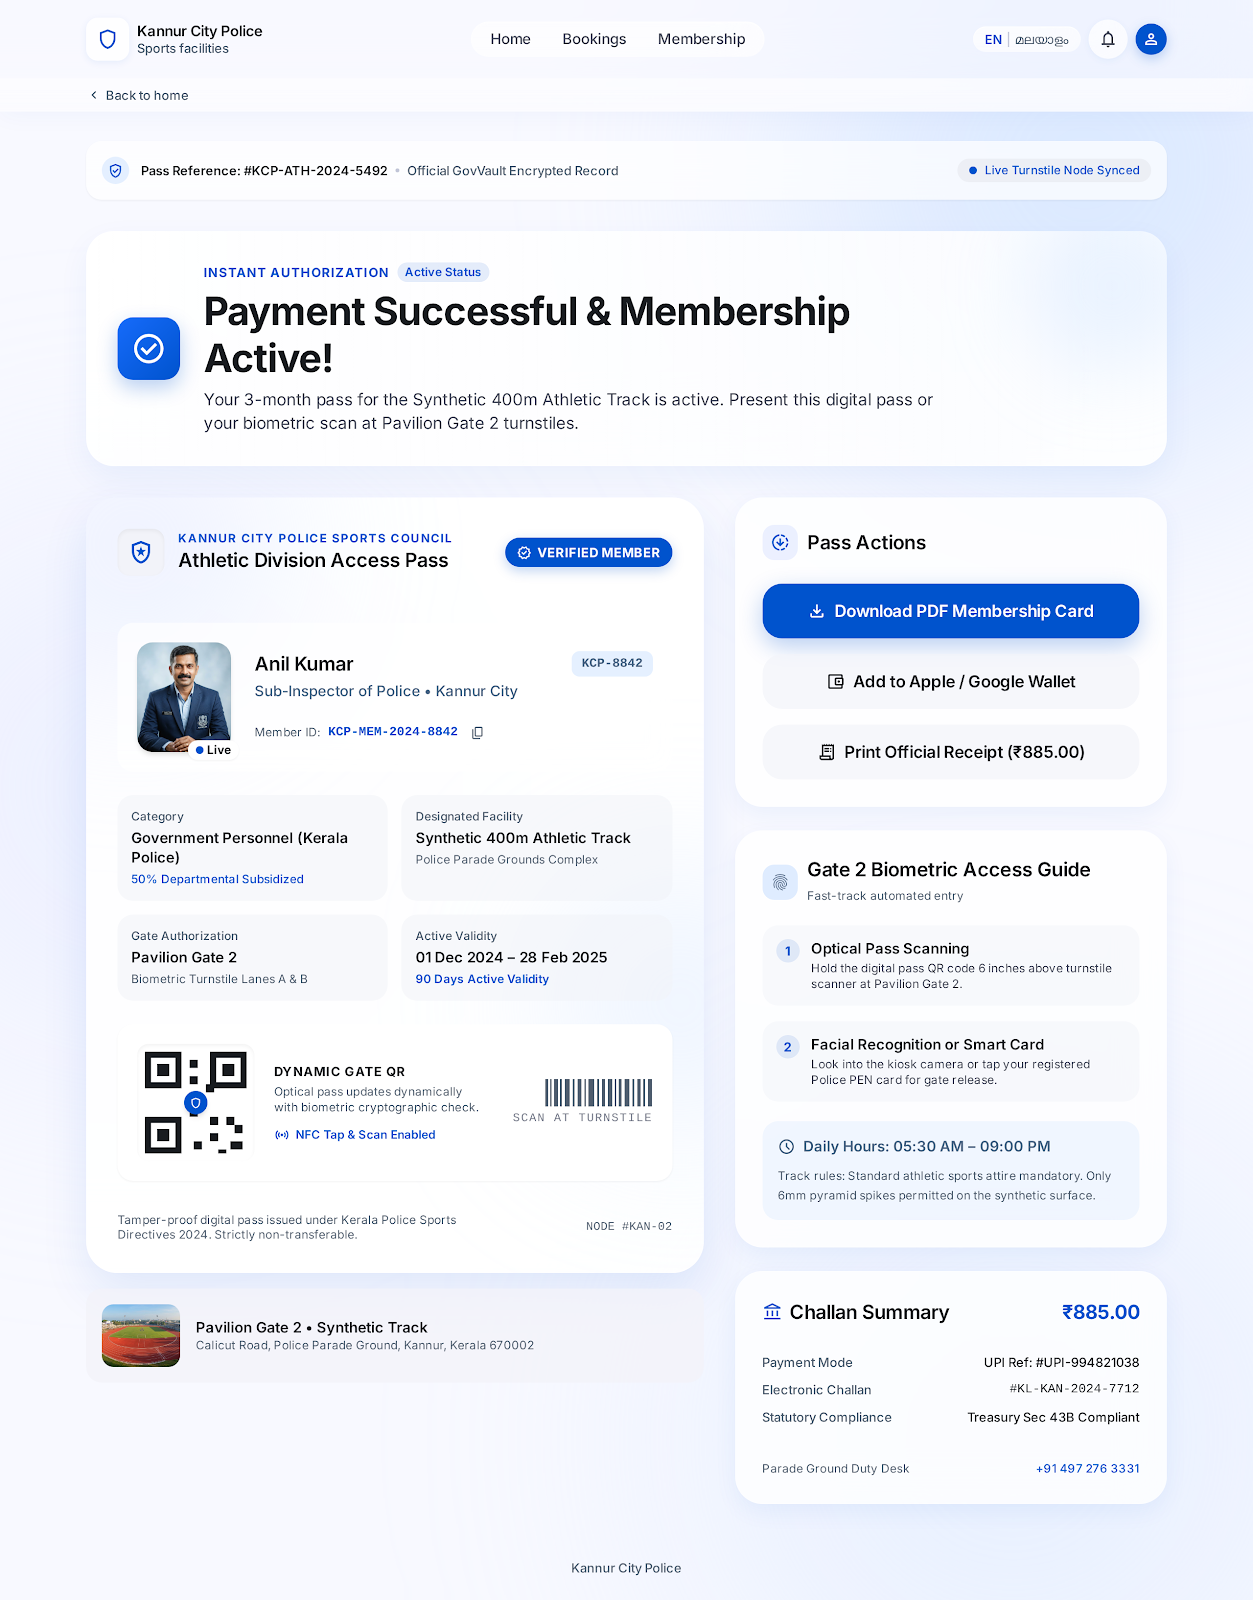 Kannur City Police
Sports facilities
Home
Bookings
Membership
EN | മലയാളം
Back to home
Pass Reference: #KCP-ATH-2024-5492 • Official GovVault Encrypted Record
Live Turnstile Node Synced
INSTANT AUTHORIZATION
Active Status
Payment Successful & Membership
Active!
Your 3-month pass for the Synthetic 400m Athletic Track is active. Present this digital pass or
your biometric scan at Pavilion Gate 2 turnstiles.
KANNUR CITY POLICE SPORTS COUNCIL
Athletic Division Access Pass
VERIFIED MEMBER
Anil Kumar
KCP-8842
Sub-Inspector of Police • Kannur City
Member ID: KCP-MEM-2024-8842
Live
Category
Government Personnel (Kerala
Police)
50% Departmental Subsidized
Designated Facility
Synthetic 400m Athletic Track
Police Parade Grounds Complex
Gate Authorization
Pavilion Gate 2
Biometric Turnstile Lanes A & B
Active Validity
01 Dec 2024 – 28 Feb 2025
90 Days Active Validity
DYNAMIC GATE QR
Optical pass updates dynamically
with biometric cryptographic check.
NFC Tap & Scan Enabled
SCAN AT TURNSTILE
Tamper-proof digital pass issued under Kerala Police Sports
Directives 2024. Strictly non-transferable.
NODE #KAN-02
Pavilion Gate 2 • Synthetic Track
Calicut Road, Police Parade Ground, Kannur, Kerala 670002
Pass Actions
Download PDF Membership Card
Add to Apple / Google Wallet
Print Official Receipt (₹885.00)
Gate 2 Biometric Access Guide
Fast-track automated entry
1
Optical Pass Scanning
Hold the digital pass QR code 6 inches above turnstile
scanner at Pavilion Gate 2.
2
Facial Recognition or Smart Card
Look into the kiosk camera or tap your registered
Police PEN card for gate release.
Daily Hours: 05:30 AM – 09:00 PM
Track rules: Standard athletic sports attire mandatory. Only
6mm pyramid spikes permitted on the synthetic surface.
Challan Summary
₹885.00
Payment Mode
UPI Ref: #UPI-994821038
Electronic Challan
#KL-KAN-2024-7712
Statutory Compliance
Treasury Sec 43B Compliant
Parade Ground Duty Desk
+91 497 276 3331
Kannur City Police